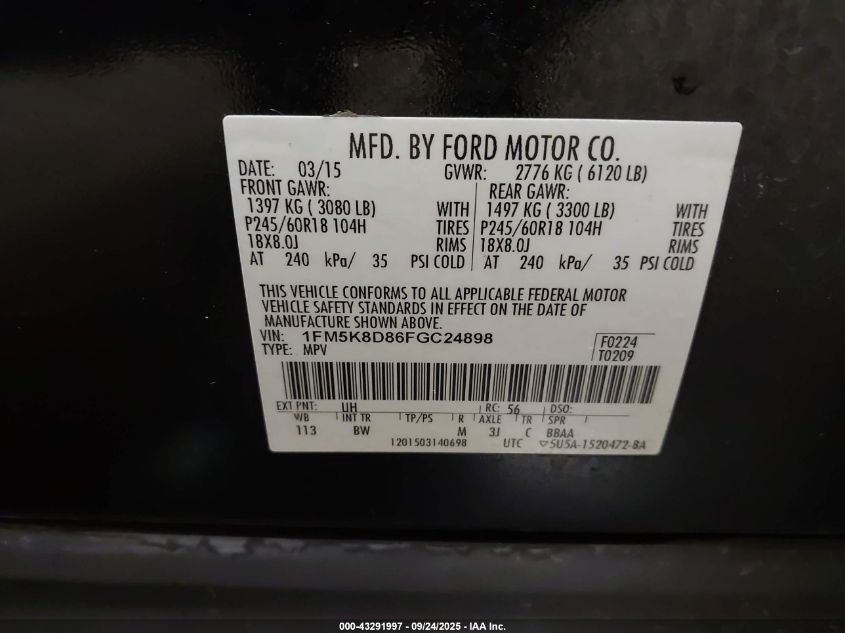 MFD. BY FORD MOTOR CO.
DATE: 03/15 GVWR: 2776 KG ( 6120 LB)
FRONT GAWR: REAR GAWR:
1397 KG ( 3080 LB) WITH 1497 KG ( 3300 LB) WITH
P245/60R18 104H TIRES P245/60R18 104H TIRES
18X8.0J RIMS 18X8.0J RIMS
AT 240 kPa/ 35 PSI COLD AT 240 kPa/ 35 PSI COLD
THIS VEHICLE CONFORMS TO ALL APPLICABLE FEDERAL MOTOR
VEHICLE SAFETY STANDARDS IN EFFECT ON THE DATE OF
MANUFACTURE SHOWN ABOVE.
VIN: 1FM5K8D86FGC24898 F0224
TYPE: MPV T0209
EXT PNT: UH RC: 56 DSO:
WB INT TR TP/PS R AXLE TR SPR
113 BW M 3J C BBAA
1201503140698 UTC ▽5U5A-1520472-BA
000-43291997 - 09/24/2025 - IAA Inc.